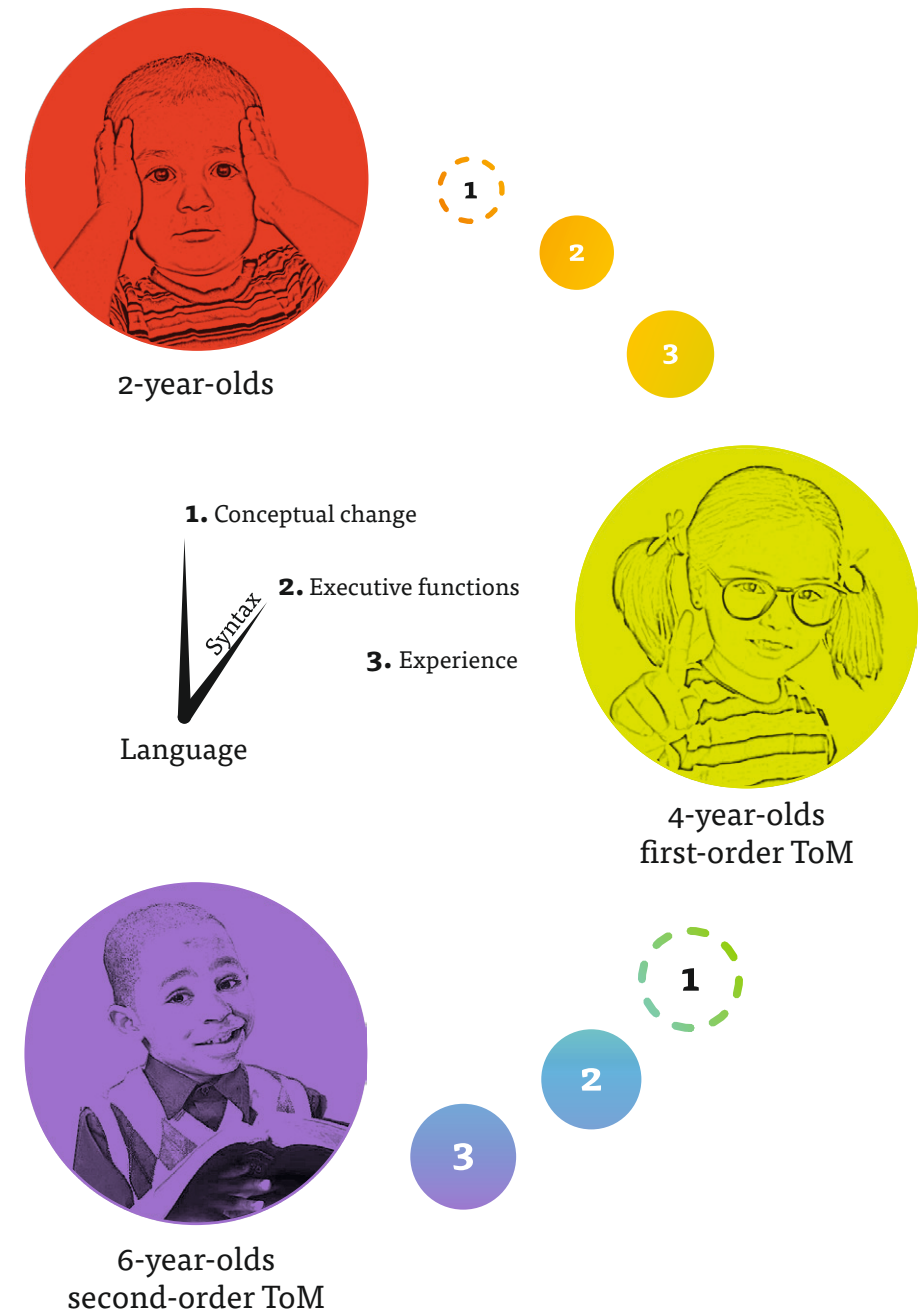 1
2
3
2-year-olds
1. Conceptual change
2. Executive functions
Syntax
3. Experience
Language
4-year-olds
first-order ToM
1
2
3
6-year-olds
second-order ToM